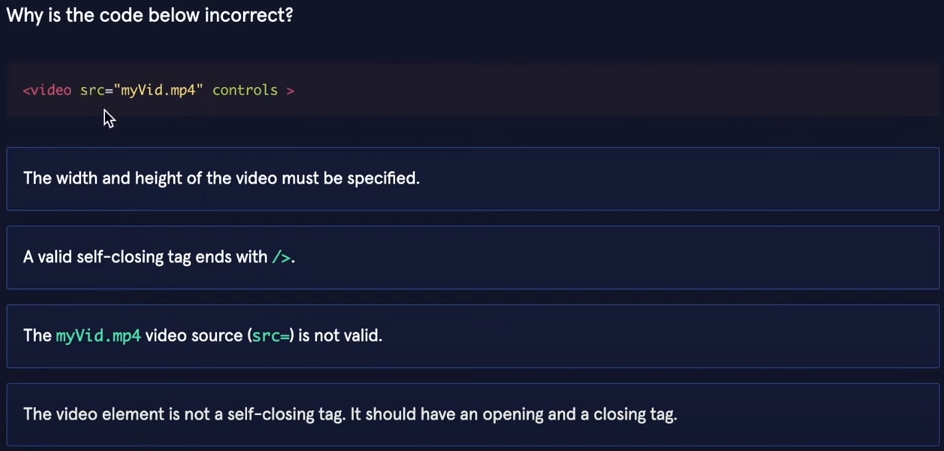 Why is the code below incorrect?
<video src="myVid.mp4" controls >
The width and height of the video must be specified.
A valid self-closing tag ends with />.
The myVid.mp4 video source (src=) is not valid.
The video element is not a self-closing tag. It should have an opening and a closing tag.